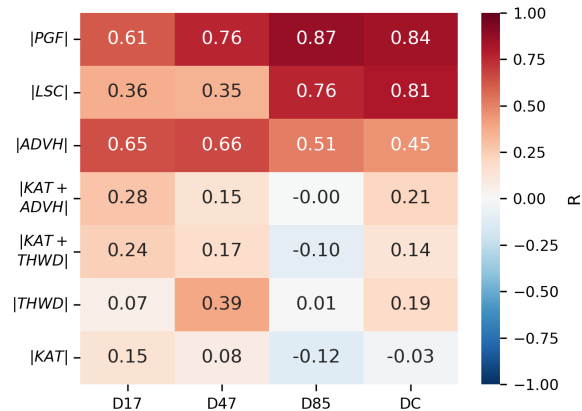 |PGF| 0.61 0.76 0.87 0.84
|LSC| 0.36 0.35 0.76 0.81
|ADVH| 0.65 0.66 0.51 0.45
|KAT +
ADVH| 0.28 0.15 -0.00 0.21
|KAT +
THWD| 0.24 0.17 -0.10 0.14
|THWD| 0.07 0.39 0.01 0.19
|KAT| 0.15 0.08 -0.12 -0.03
D17 D47 D85 DC
1.00
0.75
0.50
0.25
0.00
−0.25
−0.50
−0.75
−1.00
R